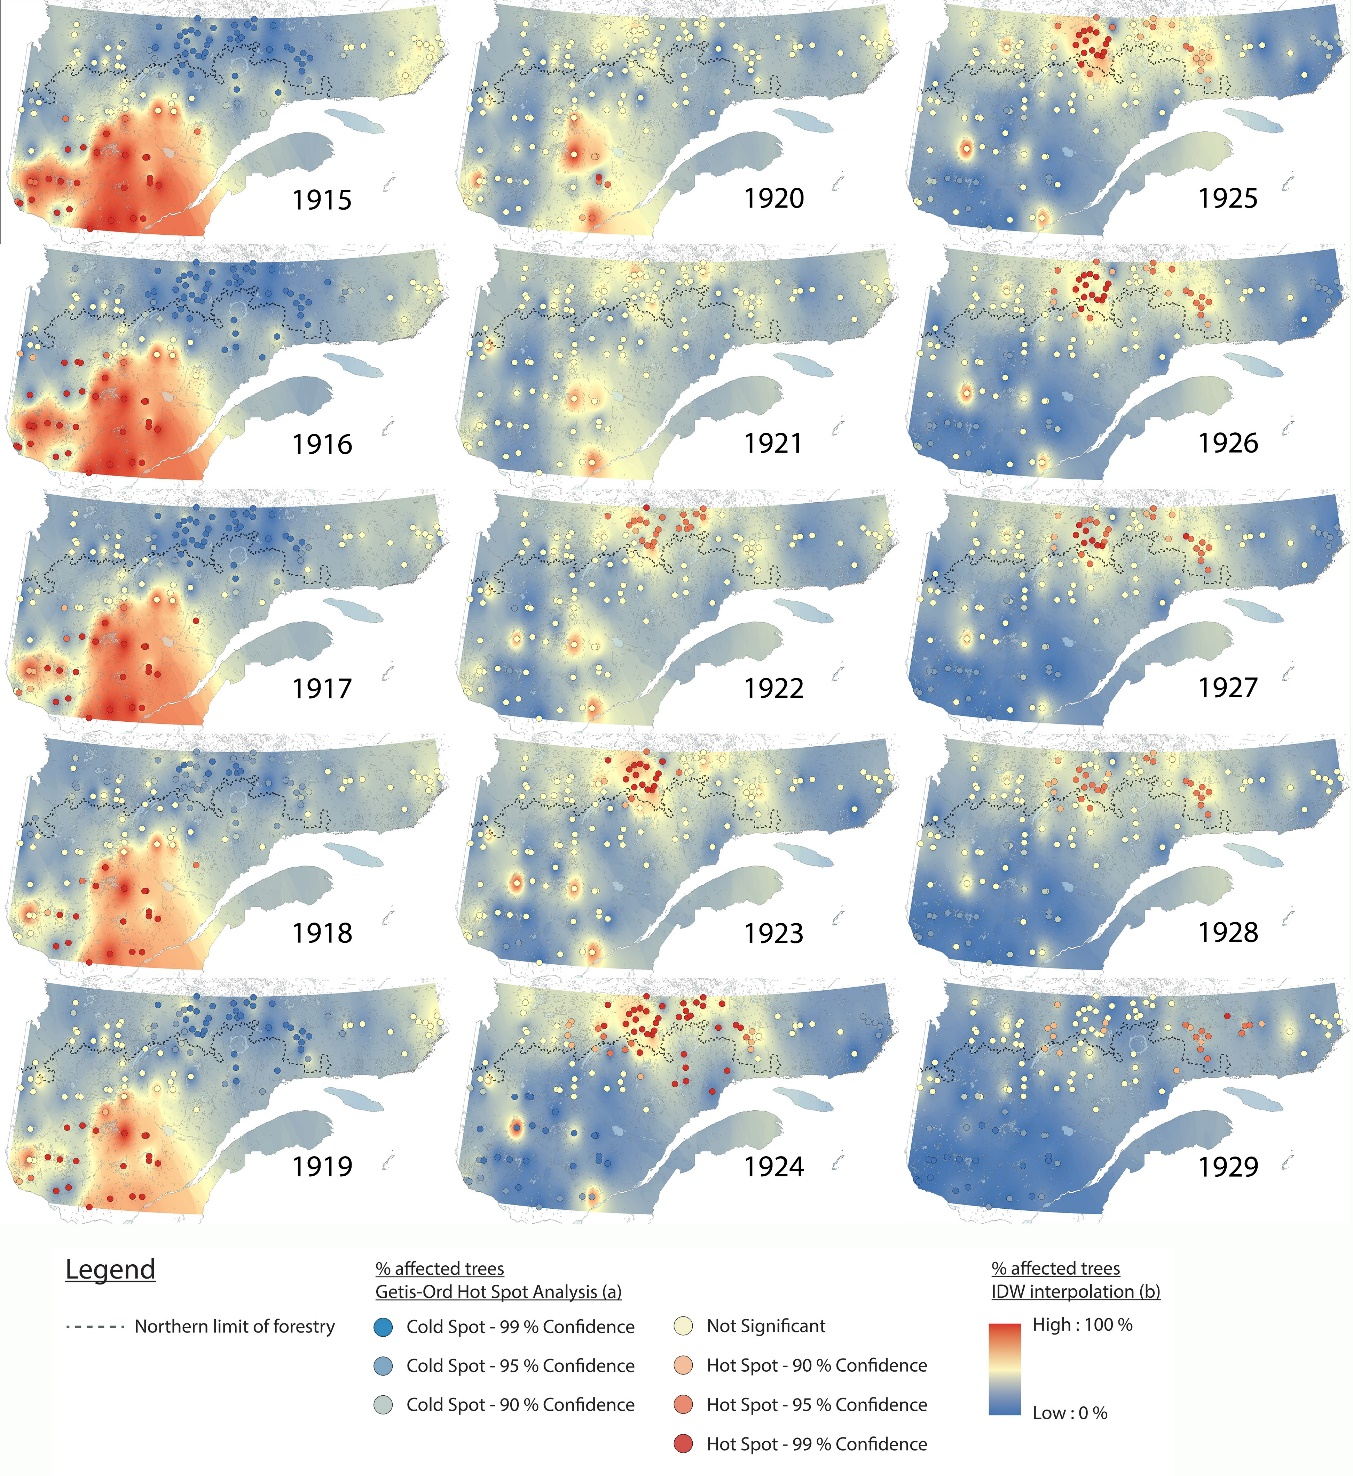 1915
1920
1925
1916
1921
1926
1917
1922
1927
1918
1923
1928
1919
1924
1929
Legend
Northern limit of forestry
% affected trees
Getis-Ord Hot Spot Analysis (a)
Cold Spot - 99 % Confidence
Cold Spot - 95 % Confidence
Cold Spot - 90 % Confidence
Not Significant
Hot Spot - 90 % Confidence
Hot Spot - 95 % Confidence
Hot Spot - 99 % Confidence
% affected trees
IDW interpolation (b)
High : 100 %
Low : 0 %